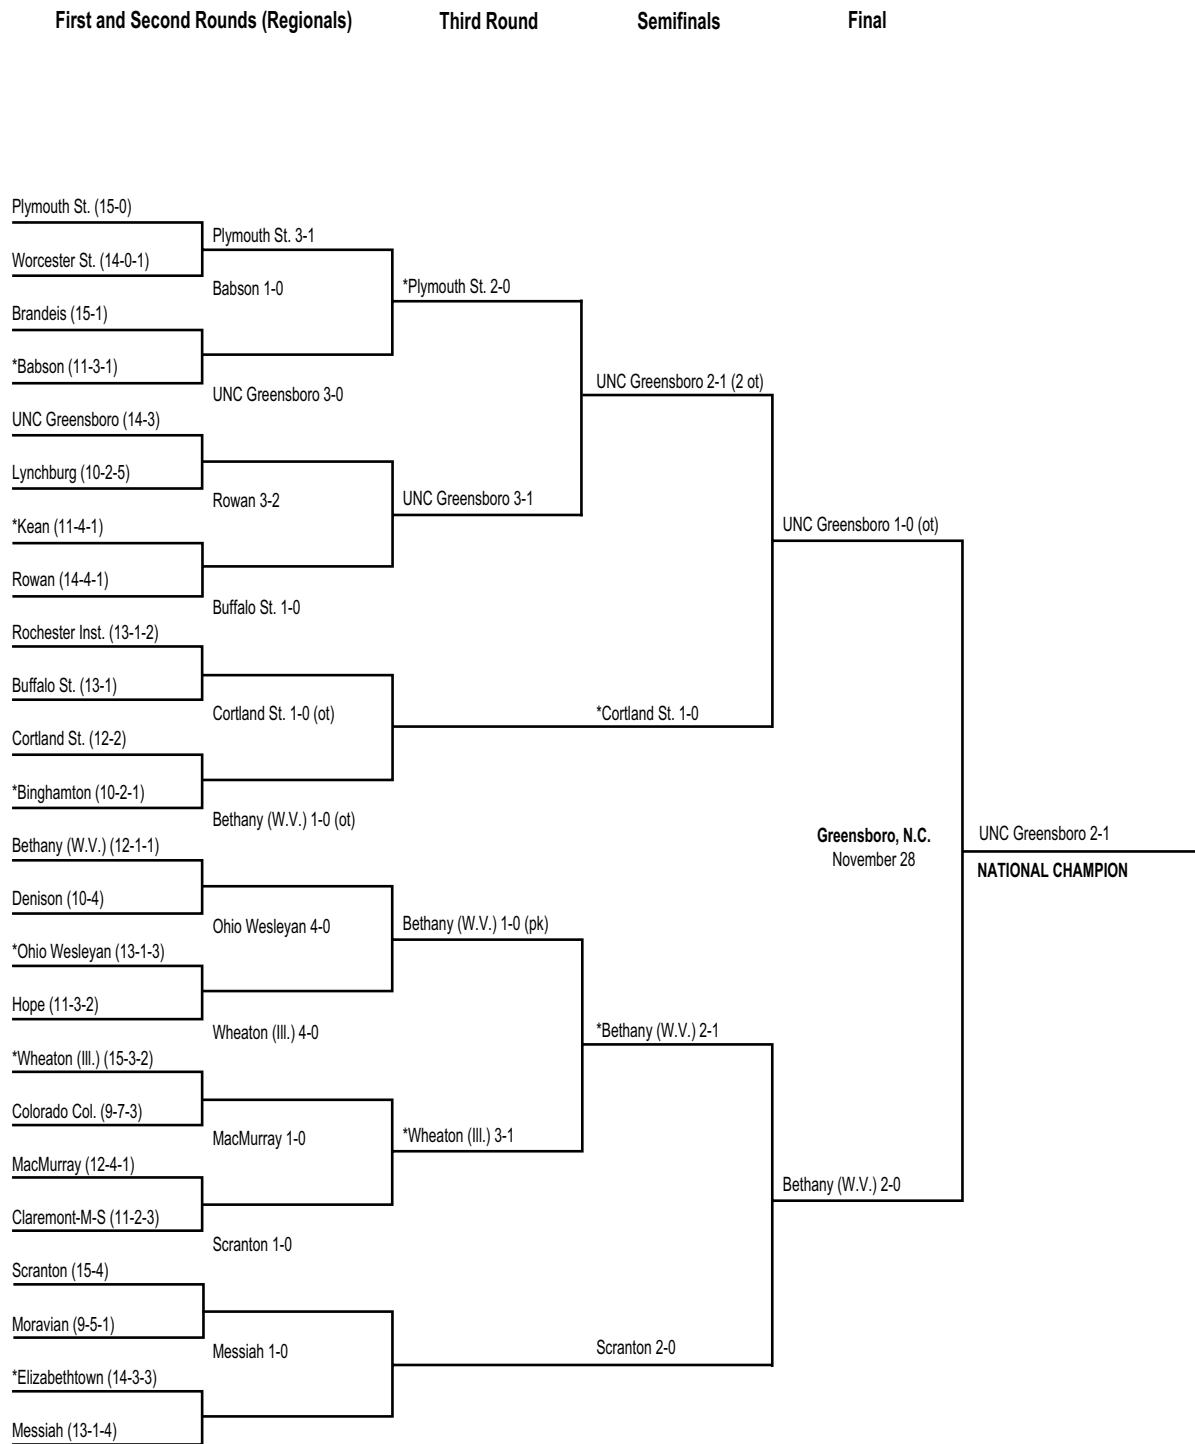 First and Second Rounds (Regionals) Third Round Semifinals Final
Plymouth St. (15-0)
Worcester St. (14-0-1)
Brandeis (15-1)
*Babson (11-3-1)
UNC Greensboro (14-3)
Lynchburg (10-2-5)
*Kean (11-4-1)
Rowan (14-4-1)
Rochester Inst. (13-1-2)
Buffalo St. (13-1)
Cortland St. (12-2)
*Binghamton (10-2-1)
Bethany (W.V.) (12-1-1)
Denison (10-4)
*Ohio Wesleyan (13-1-3)
Hope (11-3-2)
*Wheaton (Ill.) (15-3-2)
Colorado Col. (9-7-3)
MacMurray (12-4-1)
Claremont-M-S (11-2-3)
Scranton (15-4)
Moravian (9-5-1)
*Elizabethtown (14-3-3)
Messiah (13-1-4)
Plymouth St. 3-1
Babson 1-0
UNC Greensboro 3-0
Rowan 3-2
Buffalo St. 1-0
Cortland St. 1-0 (ot)
Bethany (W.V.) 1-0 (ot)
Ohio Wesleyan 4-0
Wheaton (Ill.) 4-0
MacMurray 1-0
Scranton 1-0
Messiah 1-0
*Plymouth St. 2-0
UNC Greensboro 3-1
Bethany (W.V.) 1-0 (pk)
*Wheaton (Ill.) 3-1
UNC Greensboro 2-1 (2 ot)
*Cortland St. 1-0
*Bethany (W.V.) 2-1
Scranton 2-0
UNC Greensboro 1-0 (ot)
Bethany (W.V.) 2-0
Greensboro, N.C.
November 28
UNC Greensboro 2-1
NATIONAL CHAMPION